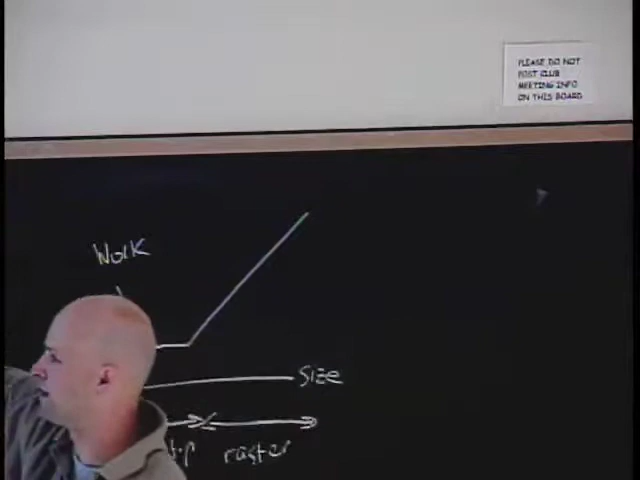 PLEASE DO NOT
POST CLUB
MEETING INFO
ON THIS BOARD
Work
Size
raster